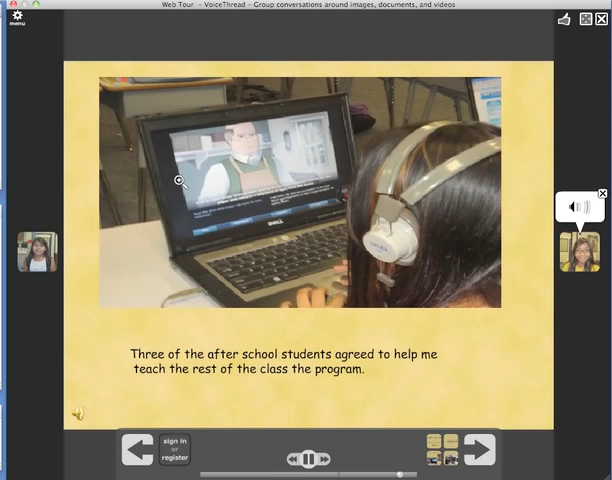 Web Tour - VoiceThread - Group conversations around images, documents, and videos
menu
DELL
Three of the after school students agreed to help me
teach the rest of the class the program.
sign in
or
register